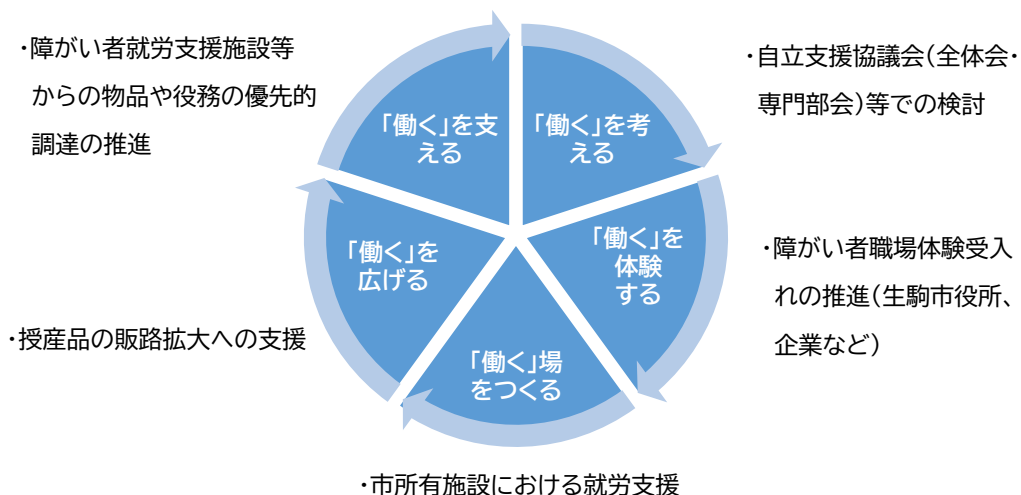 ・障がい者就労支援施設等
からの物品や役務の優先的
調達の推進
・自立支援協議会(全体会・
専門部会)等での検討
「働く」を支
える
「働く」を考
える
「働く」を
体験
する
・障がい者職場体験受入
れの推進(生駒市役所、
企業など)
「働く」を
広げる
・授産品の販路拡大への支援
「働く」場
をつくる
・市所有施設における就労支援